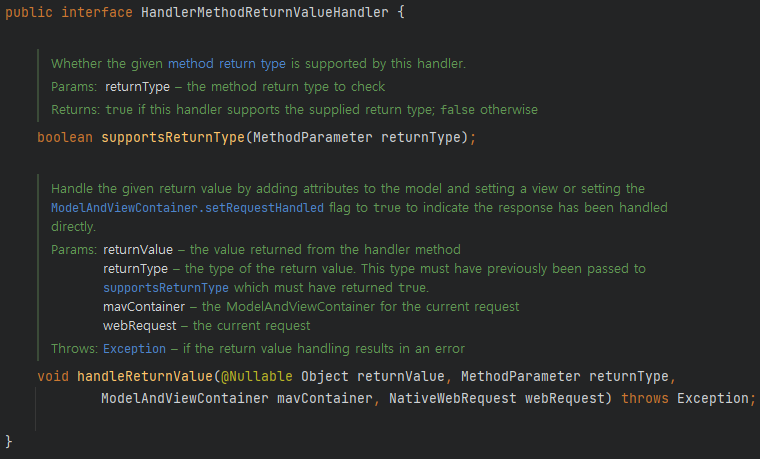 public interface HandlerMethodReturnValueHandler {
Whether the given method return type is supported by this handler.
Params: returnType – the method return type to check
Returns: true if this handler supports the supplied return type; false otherwise
boolean supportsReturnType(MethodParameter returnType);
Handle the given return value by adding attributes to the model and setting a view or setting the
ModelAndViewContainer.setRequestHandled flag to true to indicate the response has been handled
directly.
Params: returnValue – the value returned from the handler method
returnType – the type of the return value. This type must have previously been passed to
supportsReturnType which must have returned true.
mavContainer – the ModelAndViewContainer for the current request
webRequest – the current request
Throws: Exception – if the return value handling results in an error
void handleReturnValue(@Nullable Object returnValue, MethodParameter returnType,
ModelAndViewContainer mavContainer, NativeWebRequest webRequest) throws Exception;
}